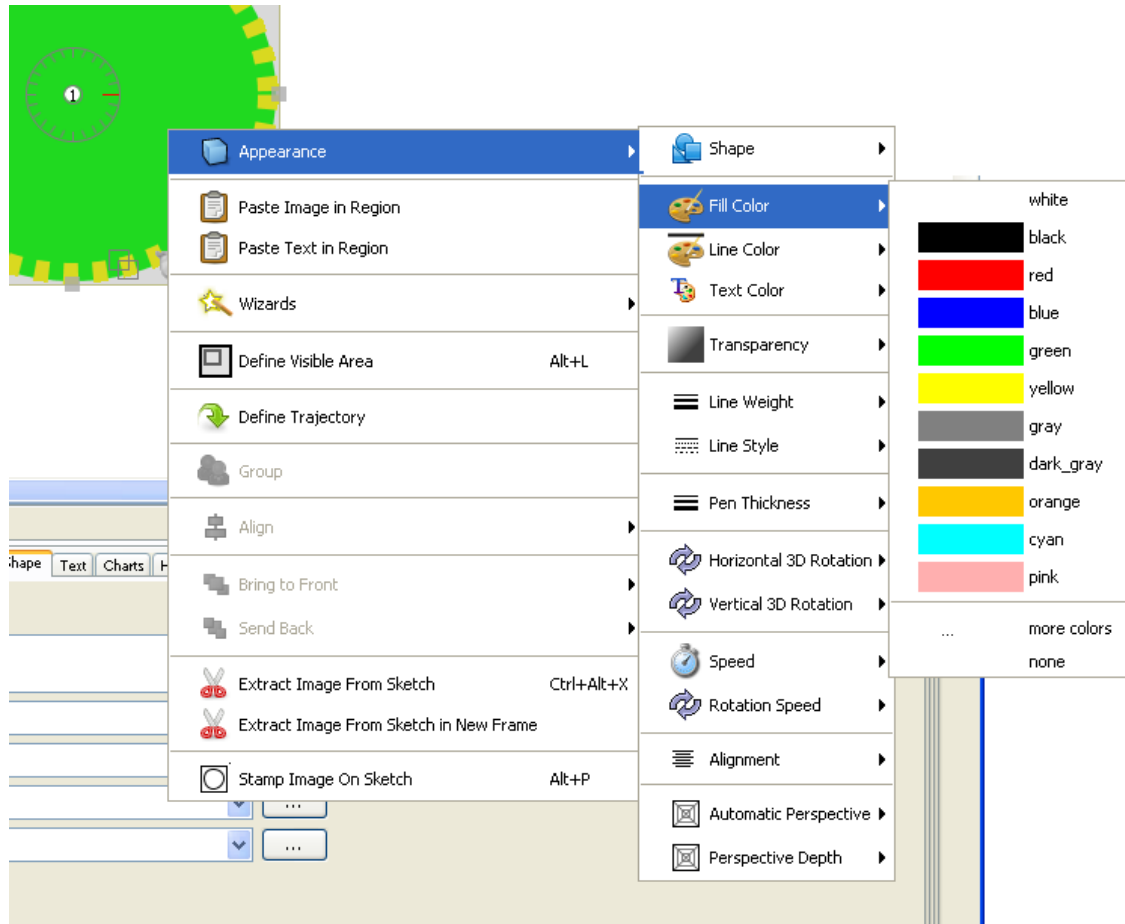 1
Appearance
Paste Image in Region
Paste Text in Region
Wizards
Define Visible Area Alt+L
Define Trajectory
Group
Align
Bring to Front
Send Back
Extract Image From Sketch Ctrl+Alt+X
Extract Image From Sketch in New Frame
Stamp Image On Sketch Alt+P
Shape
Fill Color
Line Color
Text Color
Transparency
Line Weight
Line Style
Pen Thickness
Horizontal 3D Rotation
Vertical 3D Rotation
Speed
Rotation Speed
Alignment
Automatic Perspective
Perspective Depth
white
black
red
blue
green
yellow
gray
dark_gray
orange
cyan
pink
... more colors
none
hape Text Charts H
...
...